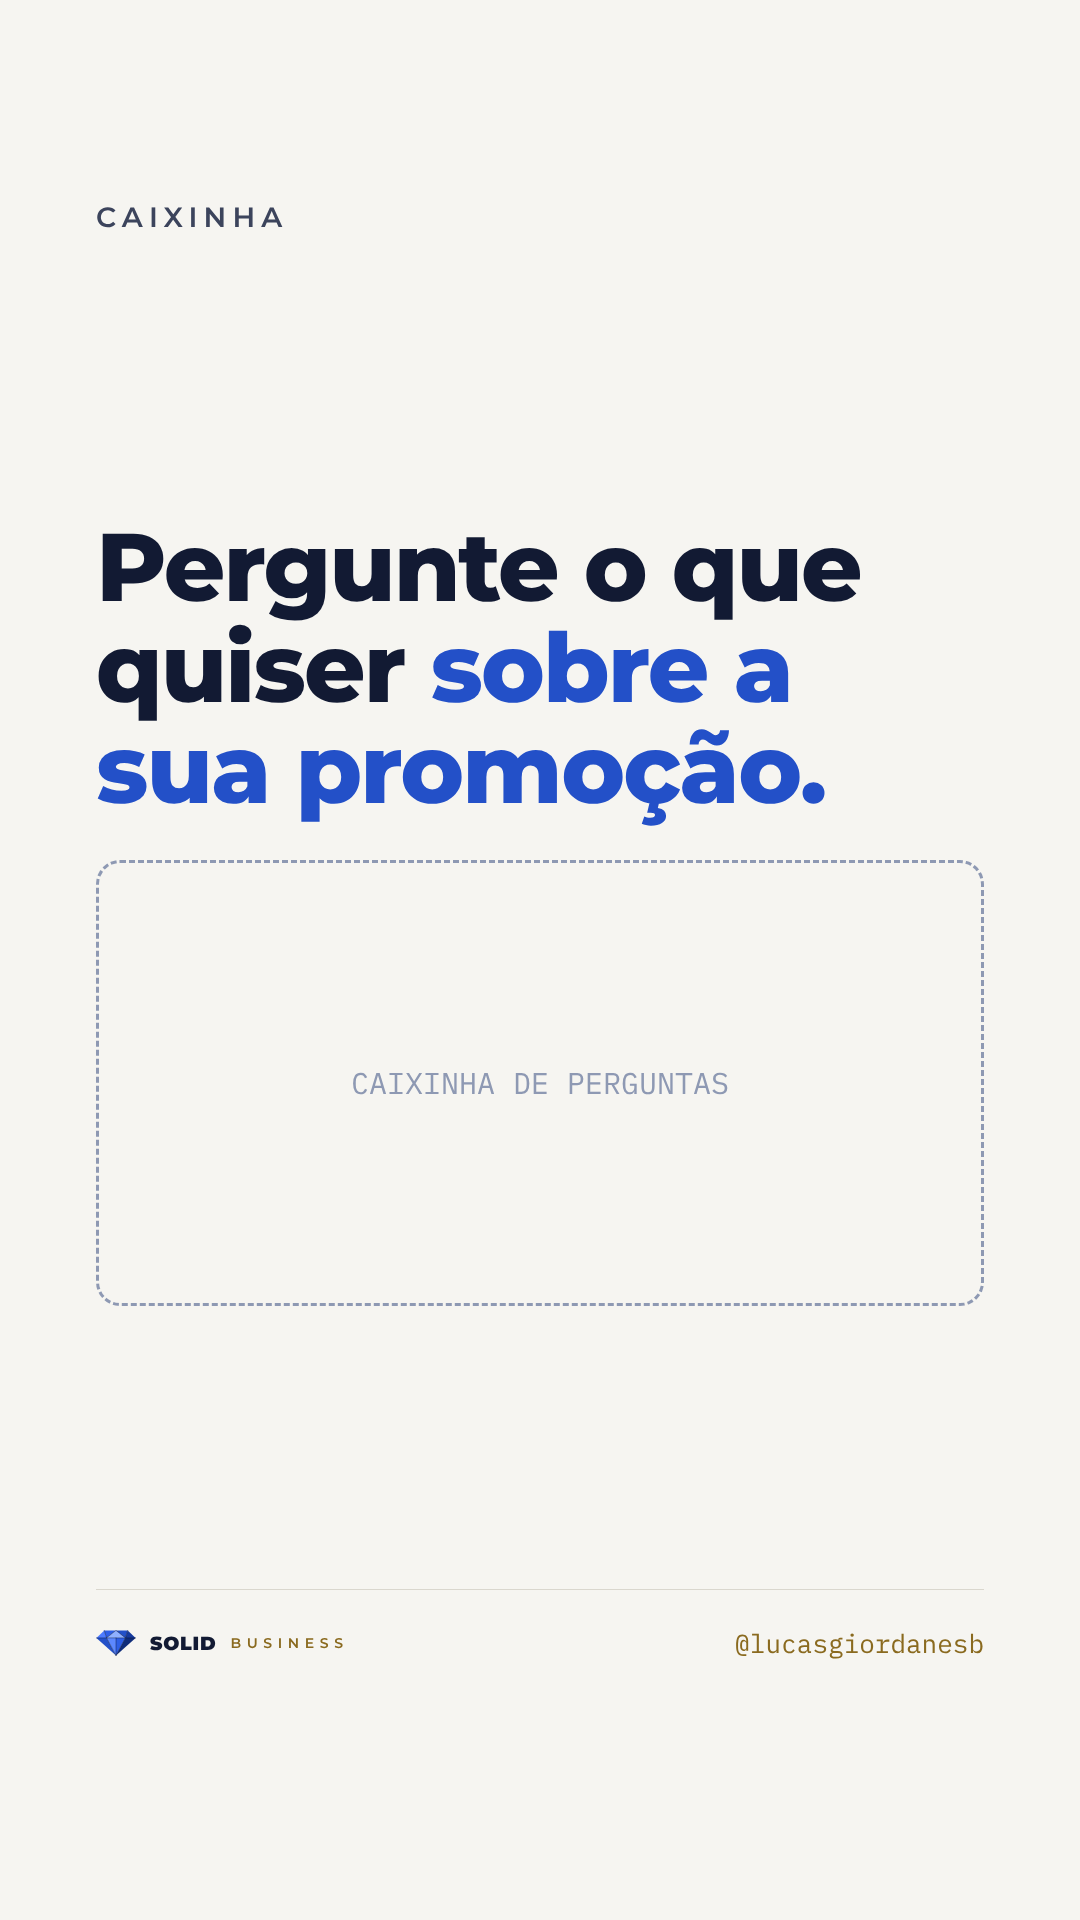 CAIXINHA
Pergunte o que
quiser sobre a
sua promoção.
CAIXINHA DE PERGUNTAS
SOLID BUSINESS
@lucasgiordanesb